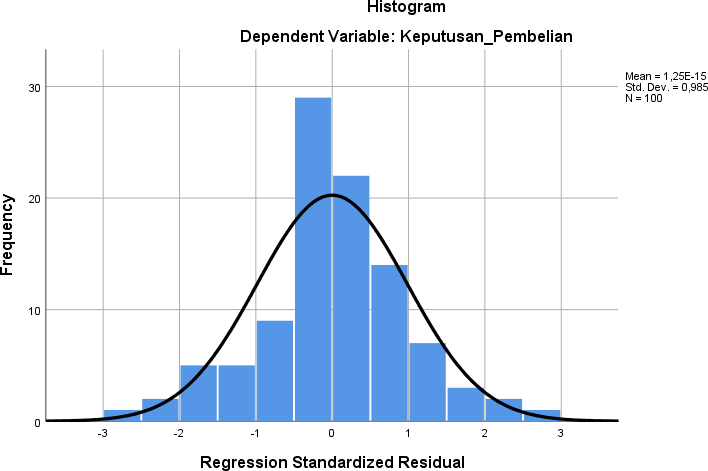 Histogram
Dependent Variable: Keputusan_Pembelian
Mean = 1,25E-15
Std. Dev. = 0,985
N = 100
Frequency
30
20
10
0
-3
-2
-1
0
1
2
3
Regression Standardized Residual